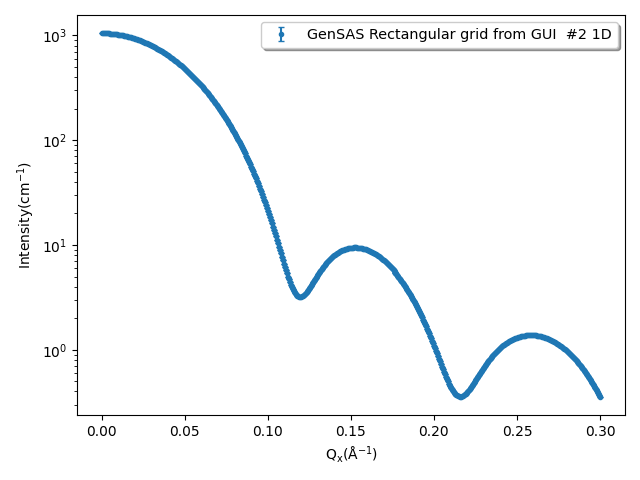 GenSAS Rectangular grid from GUI  #2 1D
10³
10²
10¹
10⁰
Intensity(cm⁻¹)
0.00 0.05 0.10 0.15 0.20 0.25 0.30
Qₓ(Å⁻¹)